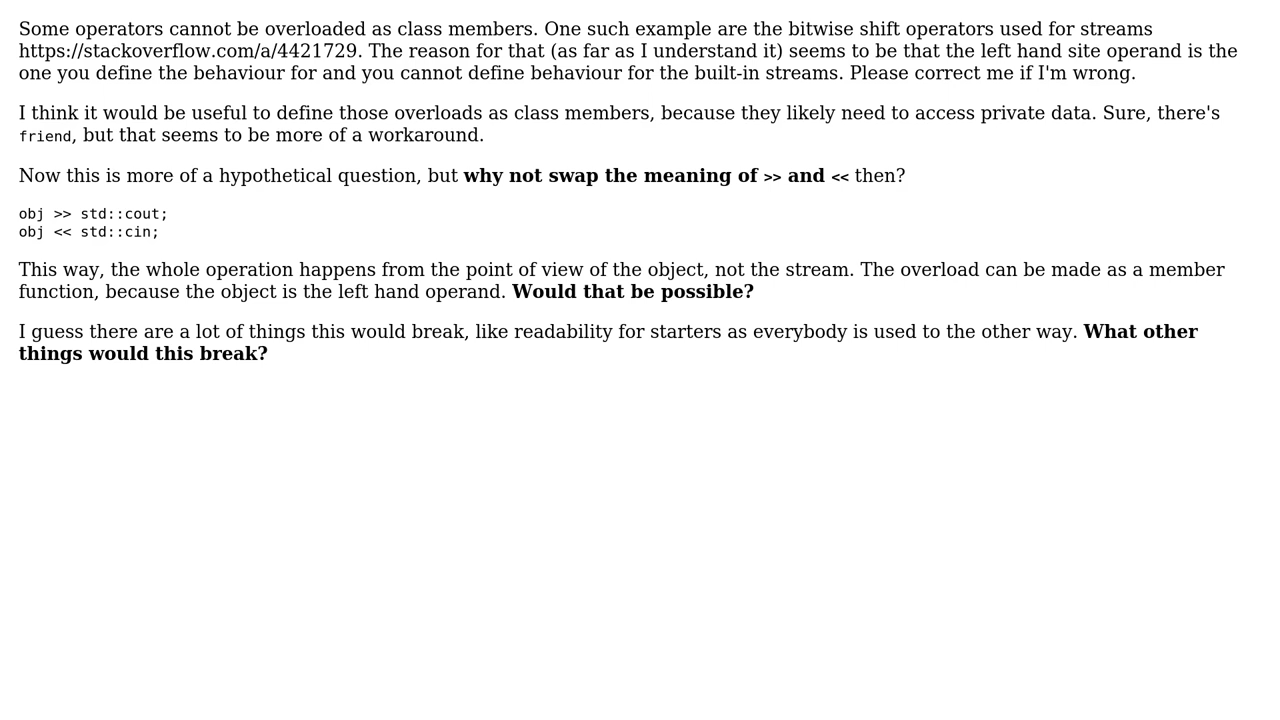 Some operators cannot be overloaded as class members. One such example are the bitwise shift operators used for streams
https://stackoverflow.com/a/4421729. The reason for that (as far as I understand it) seems to be that the left hand site operand is the
one you define the behaviour for and you cannot define behaviour for the built-in streams. Please correct me if I'm wrong.
I think it would be useful to define those overloads as class members, because they likely need to access private data. Sure, there's
friend, but that seems to be more of a workaround.
Now this is more of a hypothetical question, but why not swap the meaning of >> and << then?
obj >> std::cout;
obj << std::cin;
This way, the whole operation happens from the point of view of the object, not the stream. The overload can be made as a member
function, because the object is the left hand operand. Would that be possible?
I guess there are a lot of things this would break, like readability for starters as everybody is used to the other way. What other
things would this break?